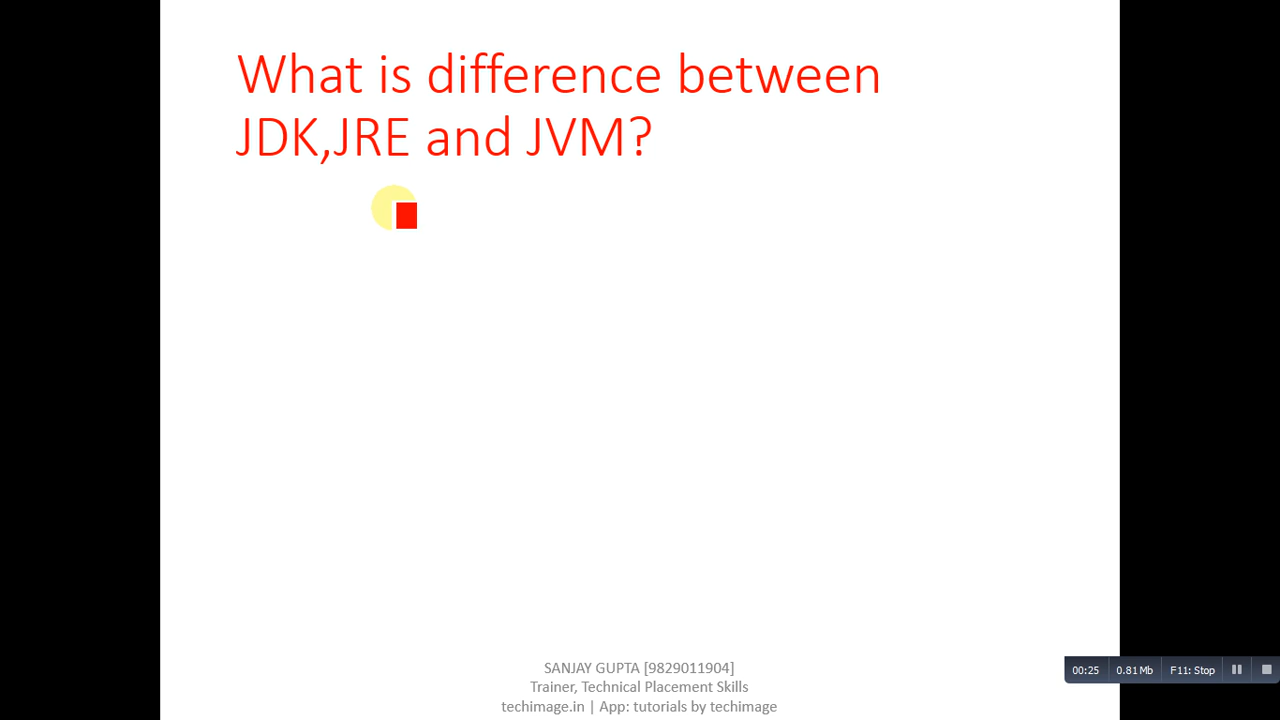 What is difference between
JDK,JRE and JVM?
SANJAY GUPTA [9829011904]
Trainer, Technical Placement Skills
techimage.in | App: tutorials by techimage
00:25 0.81 Mb F11: Stop